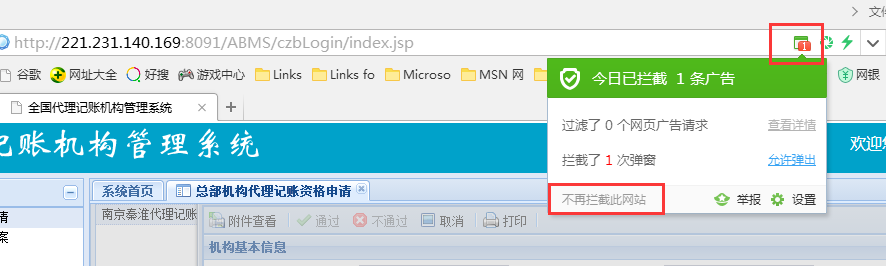 文件
http://221.231.140.169:8091/ABMS/czbLogin/index.jsp
1
谷歌 网址大全 好搜 游戏中心 Links Links fo Microso MSN 网 网银
今日已拦截 1 条广告
全国代理记账机构管理系统
过滤了 0 个网页广告请求 查看详情
记账机构管理系统 欢迎您
拦截了 1 次弹窗 允许弹出
系统首页 总部机构代理记账资格申请
不再拦截此网站 举报 设置
请 南京秦淮代理记账 附件查看 通过 不通过 取消 打印
案
机构基本信息